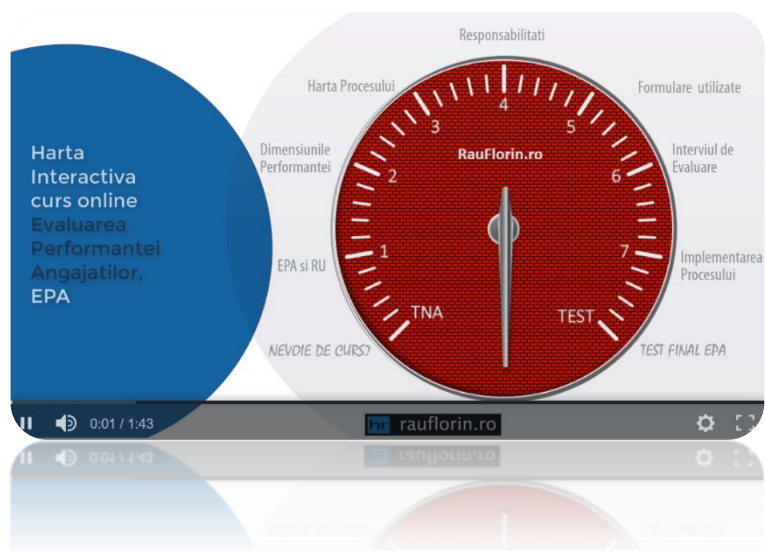 Harta
Interactiva
curs online
Evaluarea
Performantei
Angajatilor,
EPA
Responsabilitati
Harta Procesului
Formulare utilizate
Dimensiunile
Performantei
Interviul de
Evaluare
EPA si RU
Implementarea
Procesului
NEVOIE DE CURS?
TEST FINAL EPA
RauFlorin.ro
TNA
1
2
3
4
5
6
7
TEST
0:01 / 1:43
hr rauflorin.ro